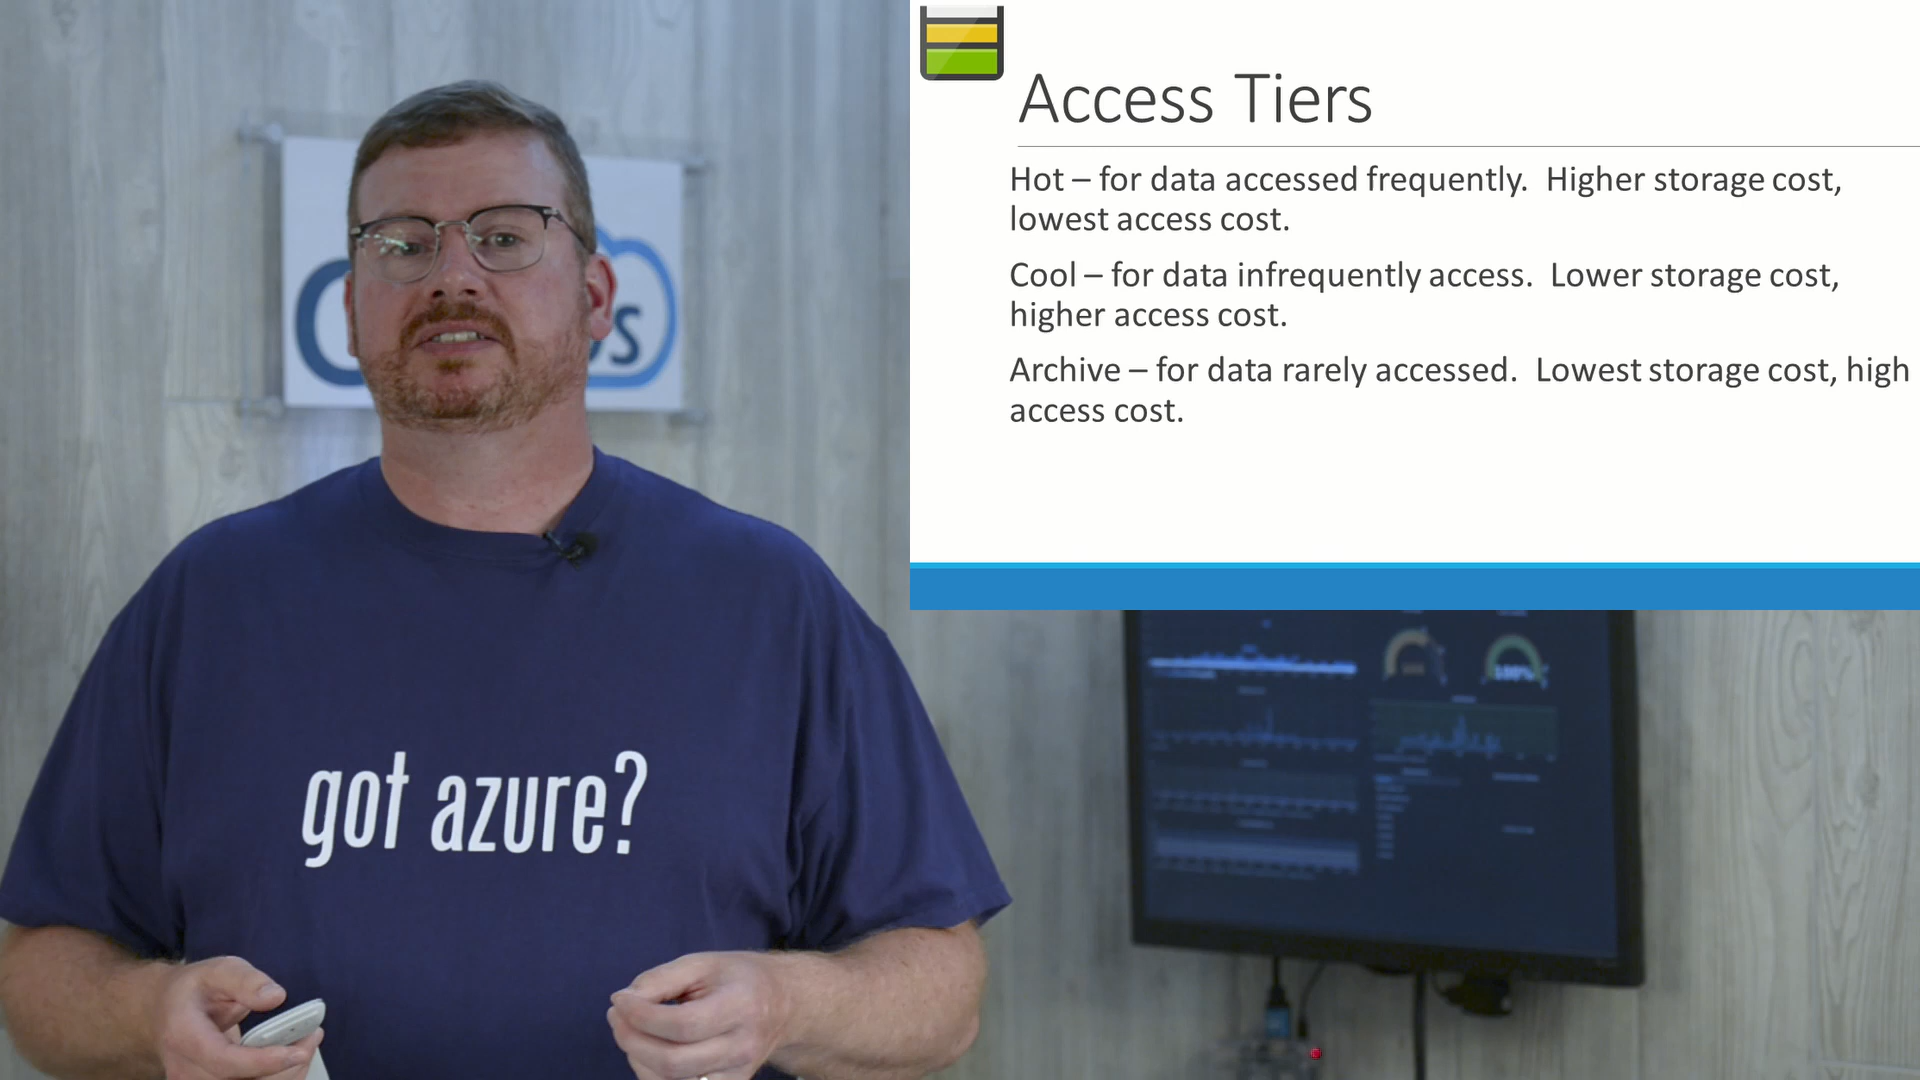 Access Tiers
Hot – for data accessed frequently.  Higher storage cost,
lowest access cost.
Cool – for data infrequently access.  Lower storage cost,
higher access cost.
Archive – for data rarely accessed.  Lowest storage cost, high
access cost.
got azure?
100%